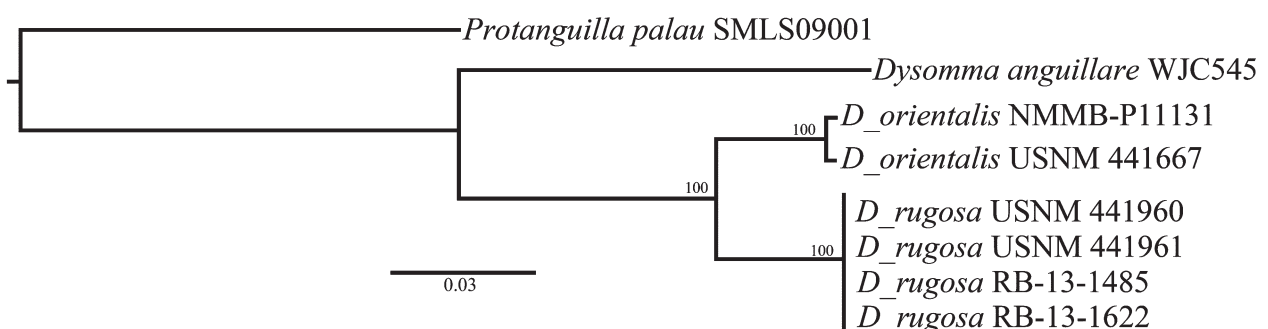 Protanguilla palau SMLS09001
Dysomma anguillare WJC545
100
D_orientalis NMMB-P11131
D_orientalis USNM 441667
100
D_rugosa USNM 441960
100
D_rugosa USNM 441961
D_rugosa RB-13-1485
0.03
D_rugosa RB-13-1622